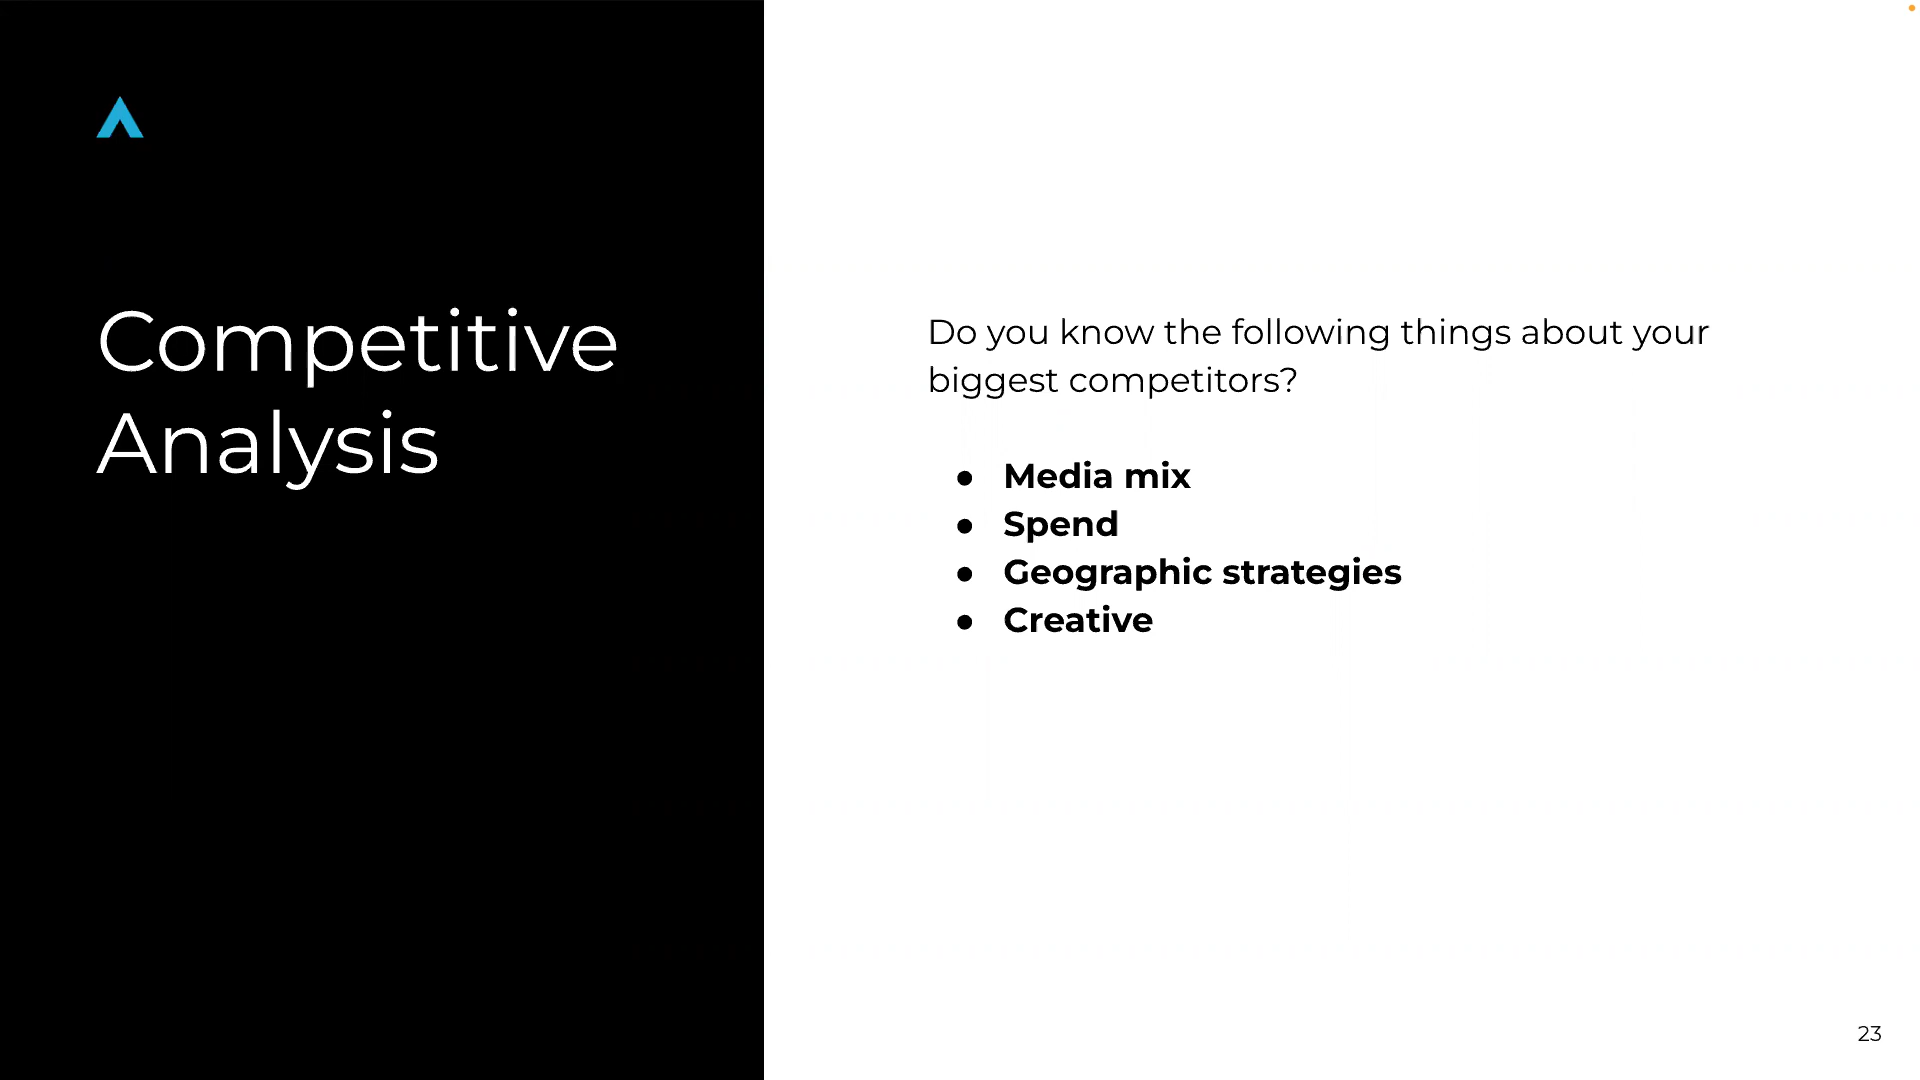 Competitive
Analysis
Do you know the following things about your
biggest competitors?
● Media mix
● Spend
● Geographic strategies
● Creative
23